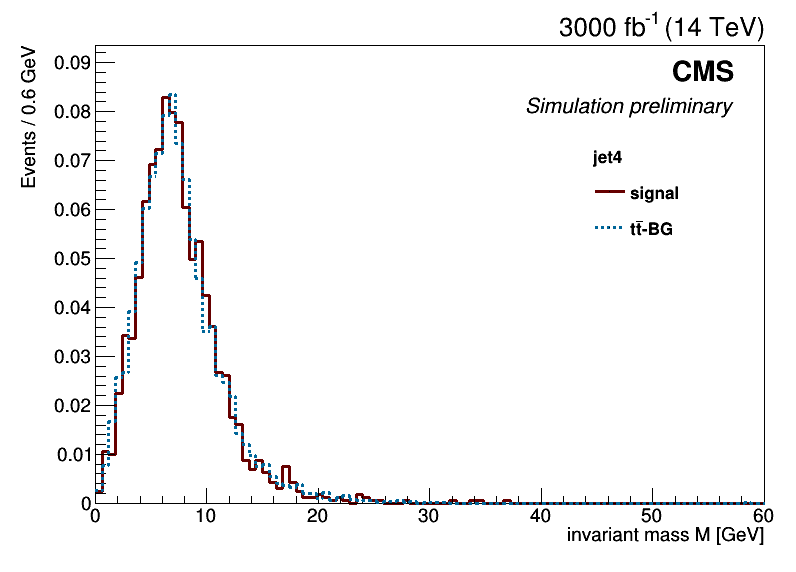 3000 fb⁻¹ (14 TeV)
CMS
Simulation preliminary
jet4
signal
tt̄-BG
Events / 0.6 GeV
0.09
0.08
0.07
0.06
0.05
0.04
0.03
0.02
0.01
0
0 10 20 30 40 50 60
invariant mass M [GeV]